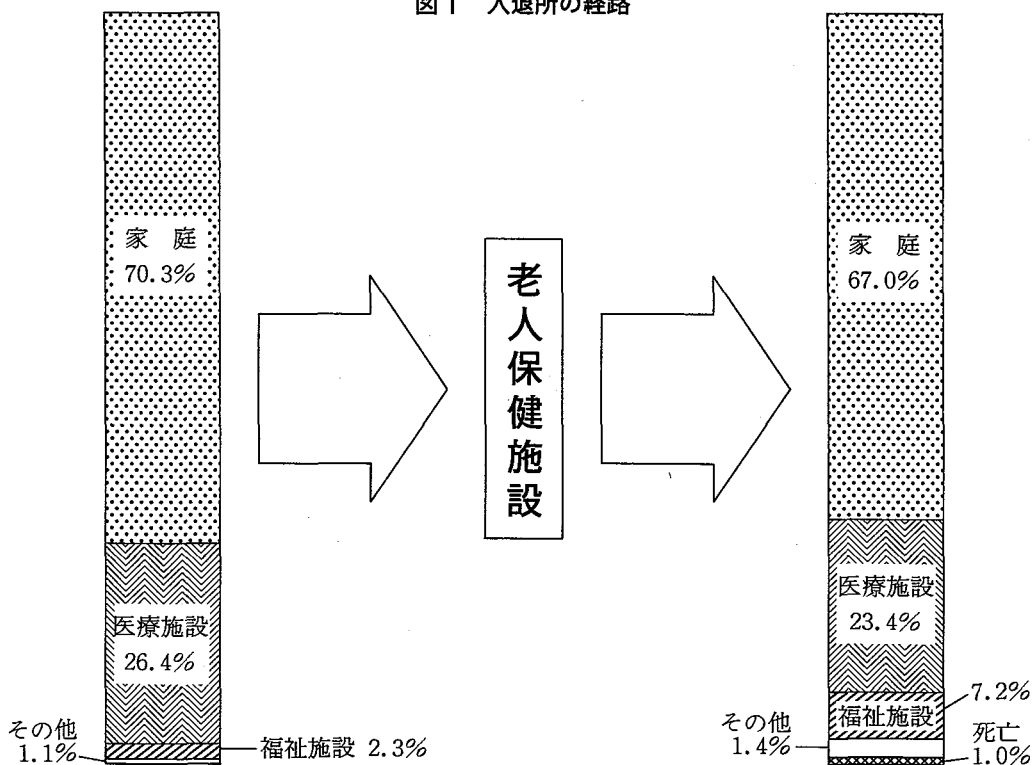 図1 入退所の経路
家庭
70.3%
医療施設
26.4%
その他
1.1%
福祉施設 2.3%
老人保健施設
家庭
67.0%
医療施設
23.4%
福祉施設
7.2%
その他
1.4%
死亡
1.0%